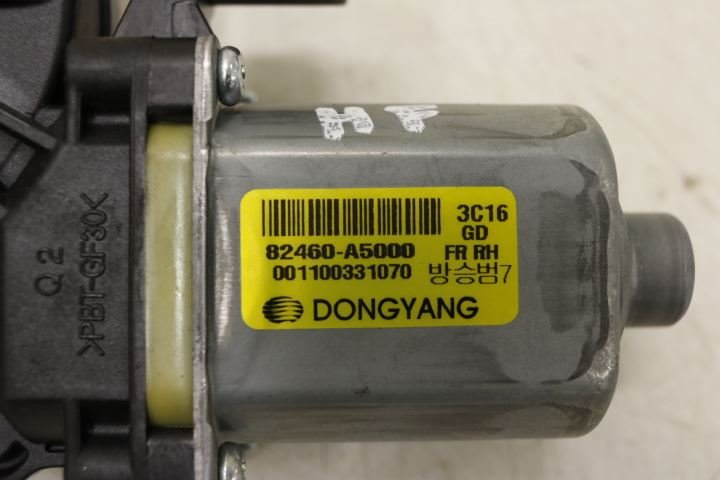 H P
3C16
GD
82460-A5000 FR RH
001100331070 방승범7
DONGYANG
Q2
>PBT-GF30<